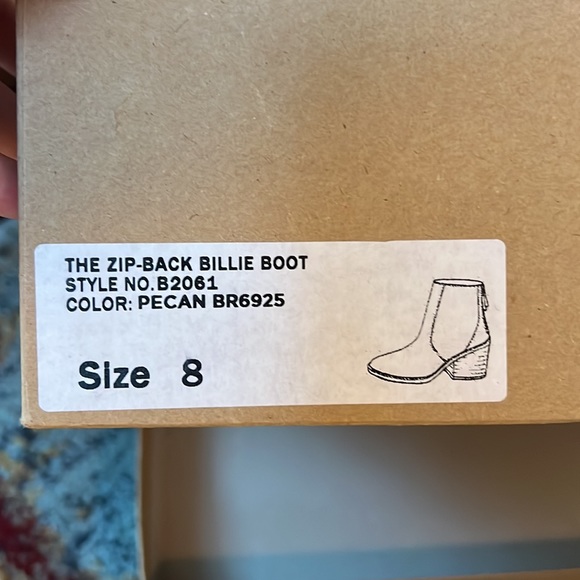 THE ZIP-BACK BILLIE BOOT
STYLE NO.B2061
COLOR: PECAN BR6925
Size 8